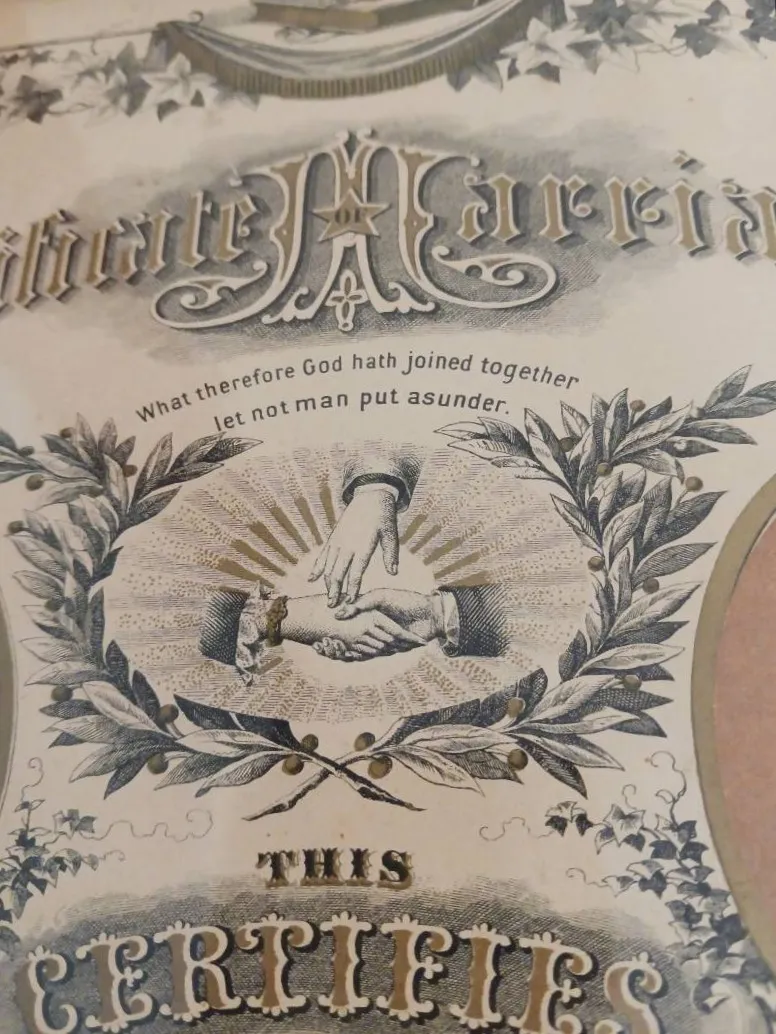 ificate OF Marria
What therefore God hath joined together
let not man put asunder.
THIS
CERTIFIES